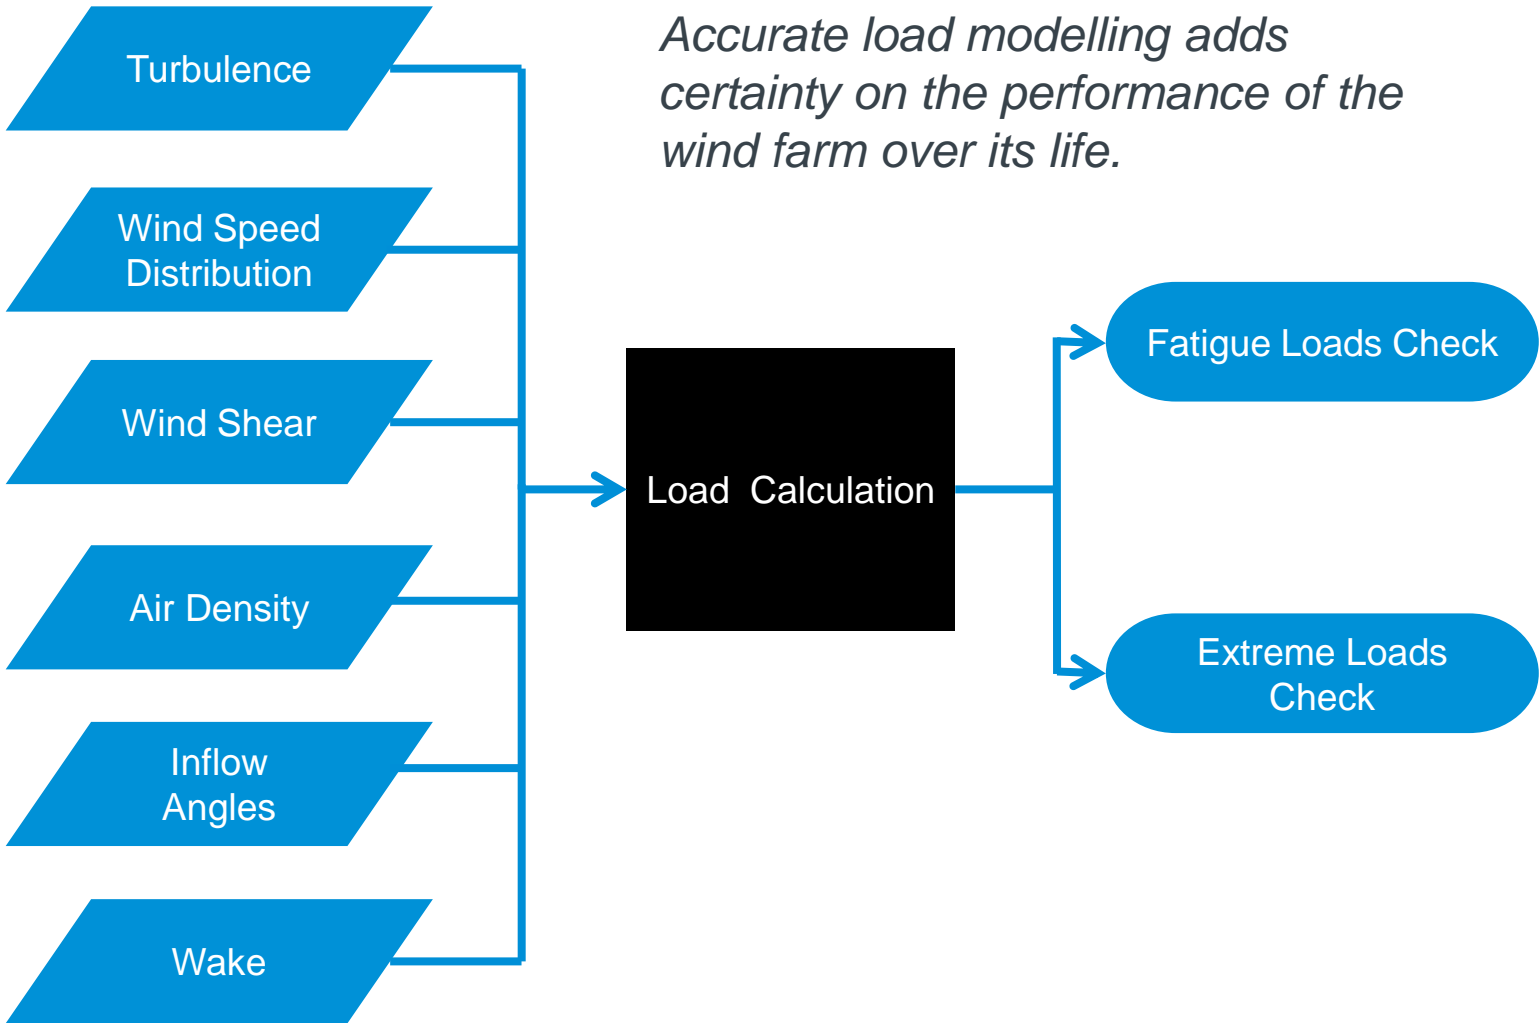 Accurate load modelling adds
certainty on the performance of the
wind farm over its life.
Turbulence
Wind Speed
Distribution
Wind Shear
Air Density
Inflow
Angles
Wake
Load  Calculation
Fatigue Loads Check
Extreme Loads
Check